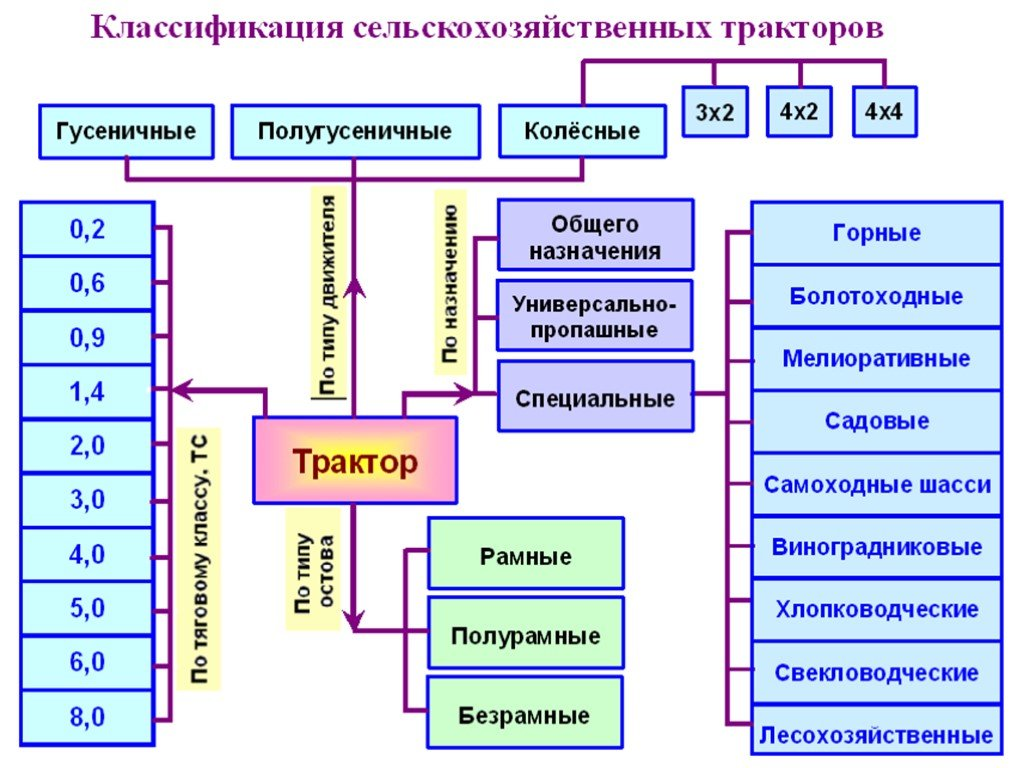 Классификация сельскохозяйственных тракторов
Гусеничные
Полугусеничные
Колёсные
3х2
4х2
4х4
0,2
0,6
0,9
1,4
2,0
3,0
4,0
5,0
6,0
8,0
По тяговому классу, ТС
По типу движителя
По назначению
Общего
назначения
Универсально-
пропашные
Специальные
Горные
Болотоходные
Мелиоративные
Садовые
Самоходные шасси
Виноградниковые
Хлопководческие
Свекловодческие
Лесохозяйственные
Трактор
По типу
остова
Рамные
Полурамные
Безрамные